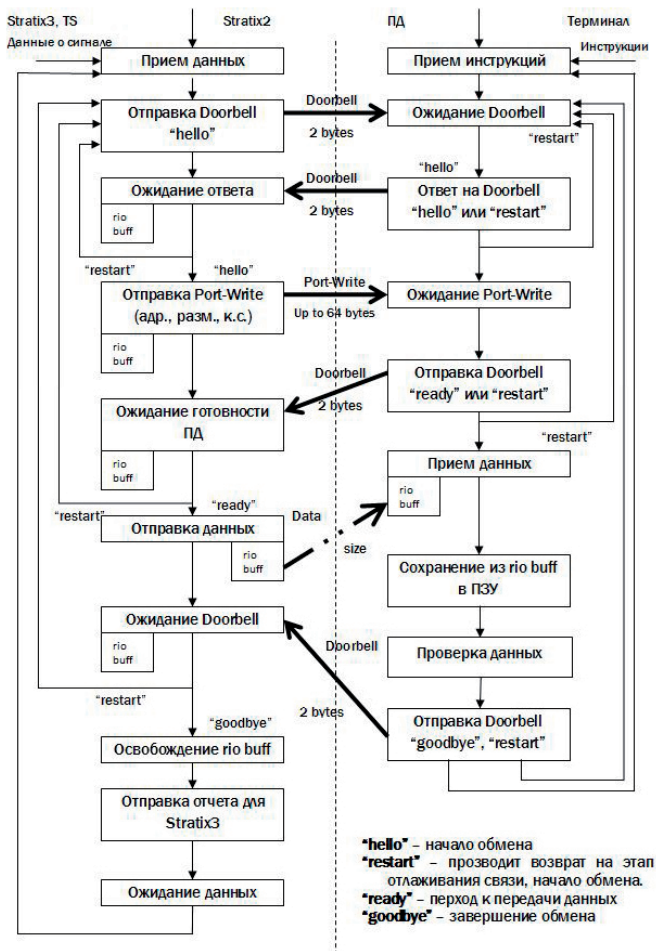 Stratix3, TS
Stratix2
ПД
Терминал
Данные о сигнале
Инструкции
Прием данных
Прием инструкций
Отправка Doorbell
“hello”
Doorbell
2 bytes
Ожидание Doorbell
“restart”
“hello”
Ожидание ответа
rio
buff
Doorbell
2 bytes
Ответ на Doorbell
“hello” или “restart”
“restart”
“hello”
Отправка Port-Write
(адр., разм., к.с.)
rio
buff
Port-Write
Up to 64 bytes
Ожидание Port-Write
Отправка Doorbell
“ready” или “restart”
Doorbell
2 bytes
Ожидание готовности
ПД
rio
buff
“restart”
Прием данных
rio
buff
“ready”
“restart”
Отправка данных
rio
buff
Data
size
Сохранение из rio buff
в ПЗУ
Ожидание Doorbell
rio
buff
Doorbell
2 bytes
Проверка данных
“restart”
“goodbye”
Отправка Doorbell
“goodbye”, “restart”
Освобождение rio buff
Отправка отчета для
Stratix3
Ожидание данных
“hello” – начало обмена
“restart” – прозводит возврат на этап
отлаживания связи, начало обмена.
“ready” – перход к передачи данных
“goodbye” – завершение обмена